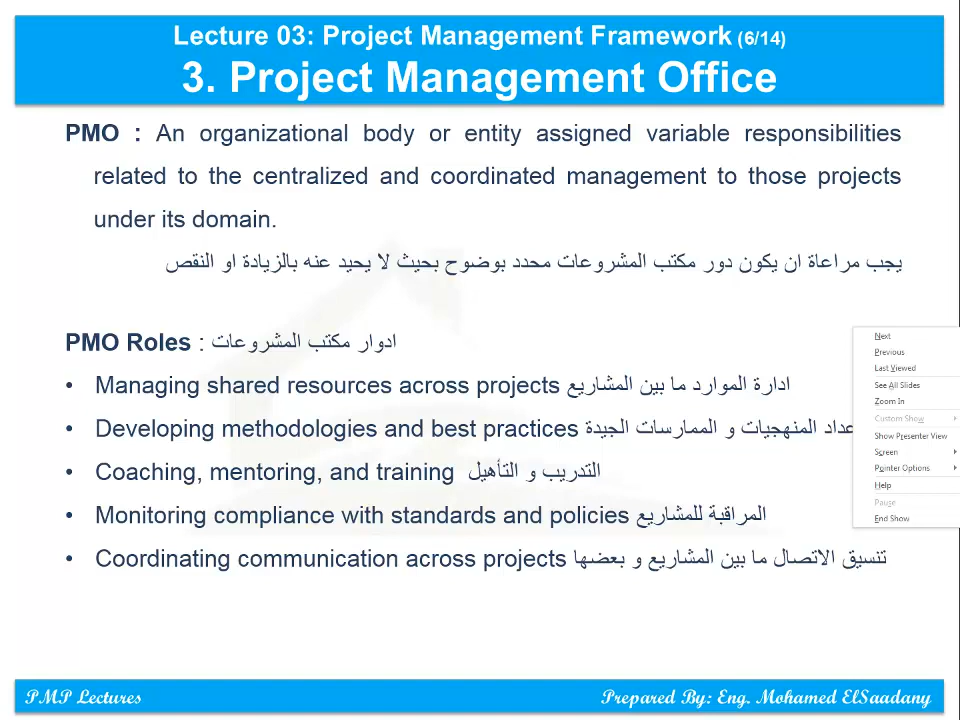 Lecture 03: Project Management Framework (6/14)
3. Project Management Office
PMO : An organizational body or entity assigned variable responsibilities
related to the centralized and coordinated management to those projects
under its domain.
يجب مراعاة ان يكون دور مكتب المشروعات محدد بوضوح بحيث لا يحيد عنه بالزيادة او النقص
PMO Roles : ادوار مكتب المشروعات
• Managing shared resources across projects ادارة الموارد ما بين المشاريع
• Developing methodologies and best practices عداد المنهجيات و الممارسات الجيدة
• Coaching, mentoring, and training التدريب و التأهيل
• Monitoring compliance with standards and policies المراقبة للمشاريع
• Coordinating communication across projects تنسيق الاتصال ما بين المشاريع و بعضها
Next
Previous
Last Viewed
See All Slides
Zoom In
Custom Show
Show Presenter View
Screen
Pointer Options
Help
Pause
End Show
PMP Lectures
Prepared By: Eng. Mohamed ElSaadany